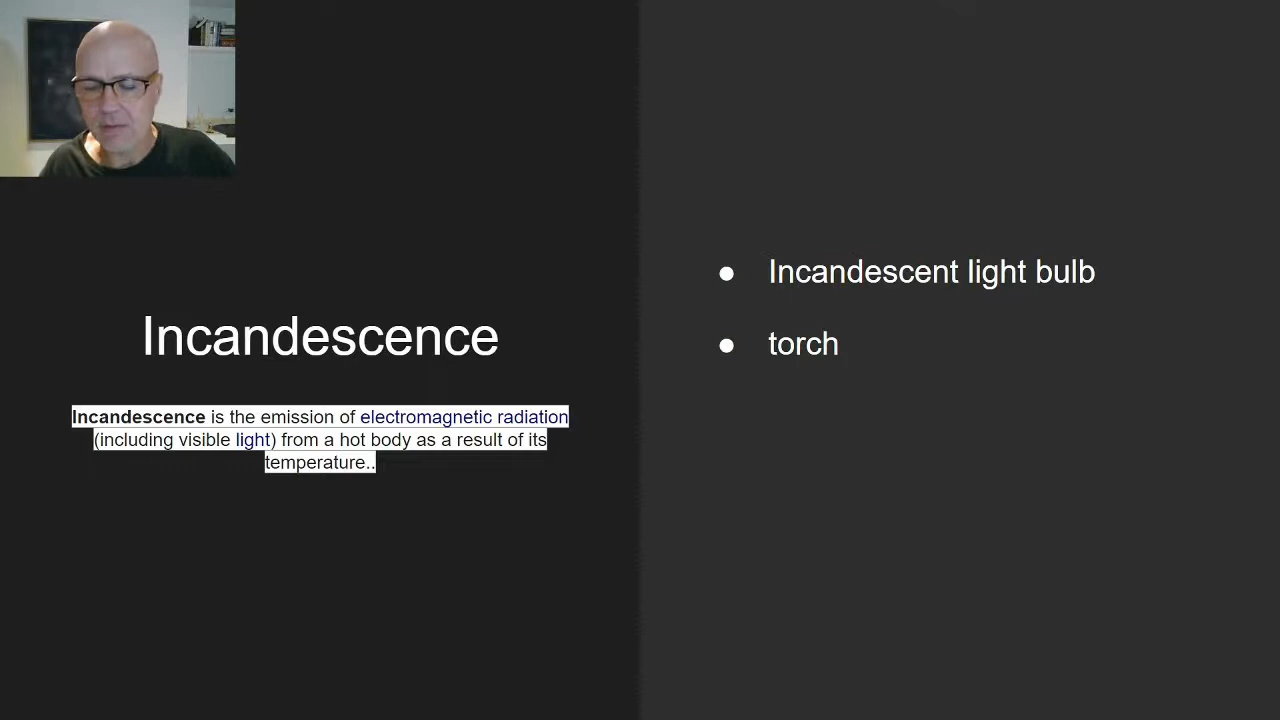 Incandescence
Incandescence is the emission of electromagnetic radiation
(including visible light) from a hot body as a result of its
temperature..
● Incandescent light bulb
● torch